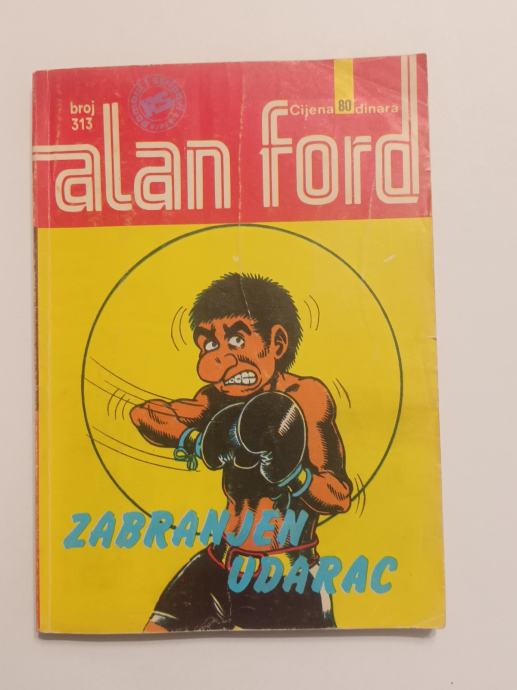 broj
313
Cijena 80 dinara
alan ford
ZABRANJEN
UDARAC